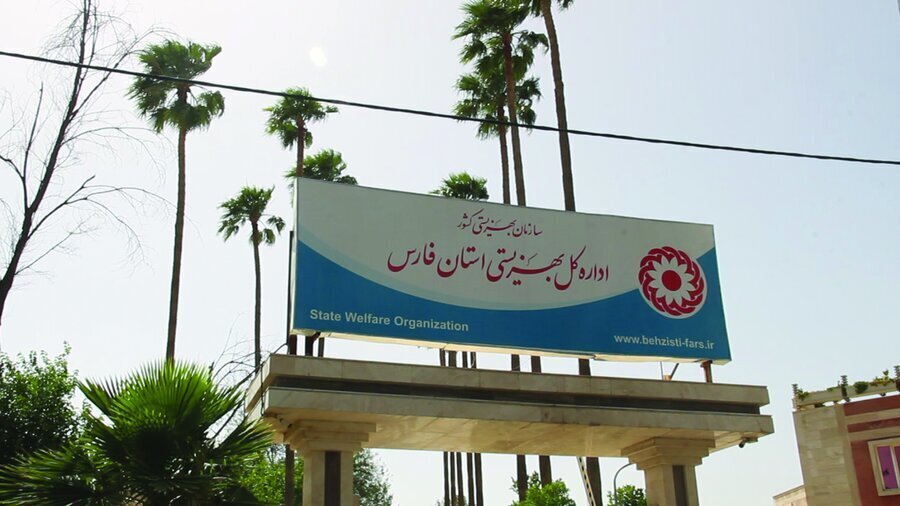 سازمان بهزیستی کشور
اداره کل بهزیستی استان فارس
State Welfare Organization
www.behzisti-fars.ir